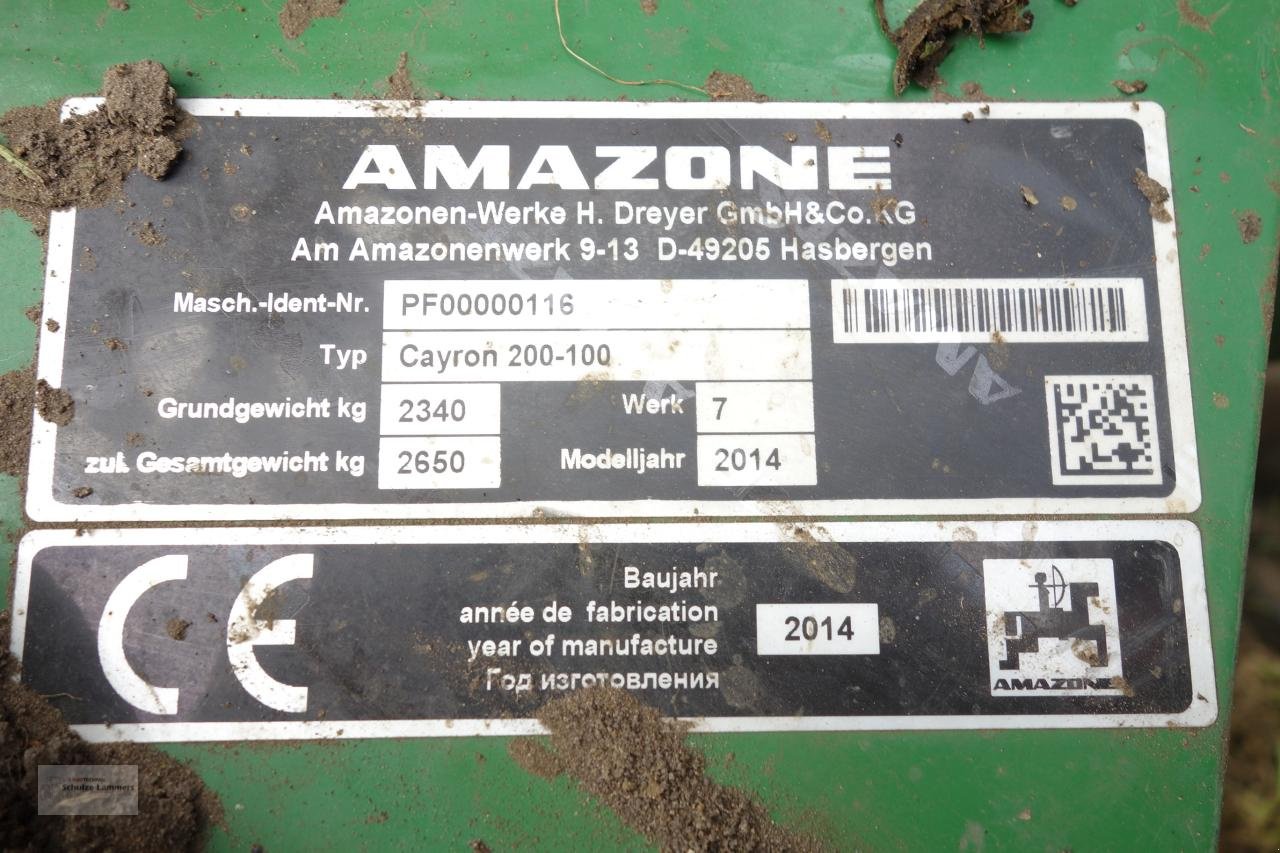 AMAZONE
Amazonen-Werke H. Dreyer GmbH&Co.KG
Am Amazonenwerk 9-13 D-49205 Hasbergen
Masch.-Ident-Nr. PF00000116
Typ Cayron 200-100
Grundgewicht kg 2340 Werk 7
zul. Gesamtgewicht kg 2650 Modelljahr 2014
CE
Baujahr
année de fabrication
year of manufacture
Год изготовления
2014
AMAZONE
Schulze Lammers